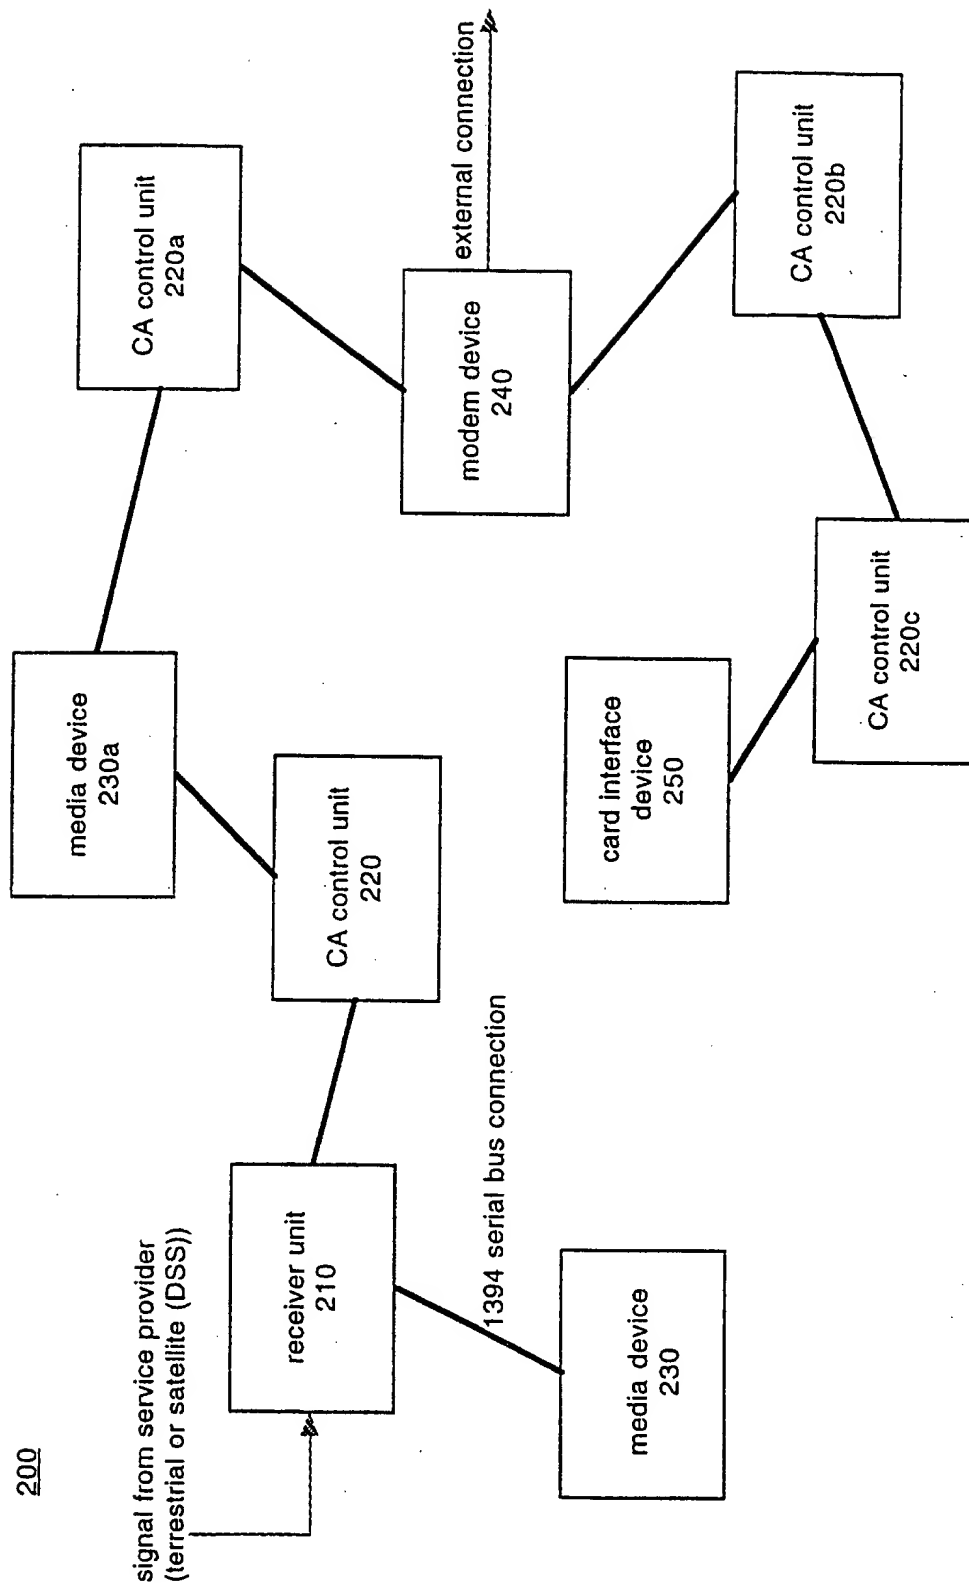 200
signal from service provider
(terrestrial or satellite (DSS))
receiver unit
210
1394 serial bus connection
media device
230
CA control unit
220
media device
230a
CA control unit
220a
modem device
240
external connection
CA control unit
220b
CA control unit
220c
card interface
device
250